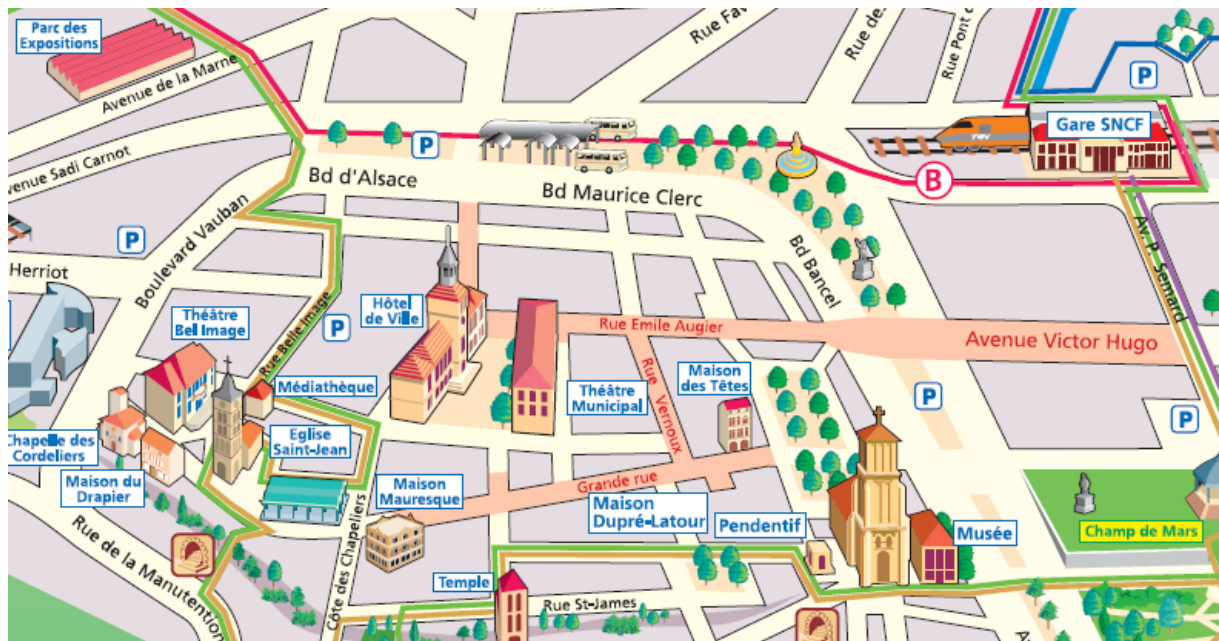 Parc des
Expositions
Avenue de la Marne
Rue
Rue
Rue Pont
P
Gare SNCF
TGV
Sadi Carnot
P
Bd d'Alsace
Bd Maurice Clerc
B
Av. P. Semard
P
Herriot
Boulevard Vauban
Bd Bancel
Théâtre
Bel Image
Rue Belle Image
P
Hôtel
de Ville
Rue Emile Augier
Avenue Victor Hugo
Médiathèque
Théâtre
Municipal
Rue Vernoux
Maison
des Têtes
P
P
Chapelle des
Cordeliers
Eglise
Saint-Jean
Maison du
Drapier
Maison
Mauresque
Grande rue
Maison
Dupré-Latour
Pendentif
Musée
Champ de Mars
Rue de la Manutention
Côte des Chapeliers
Temple
Rue St-James